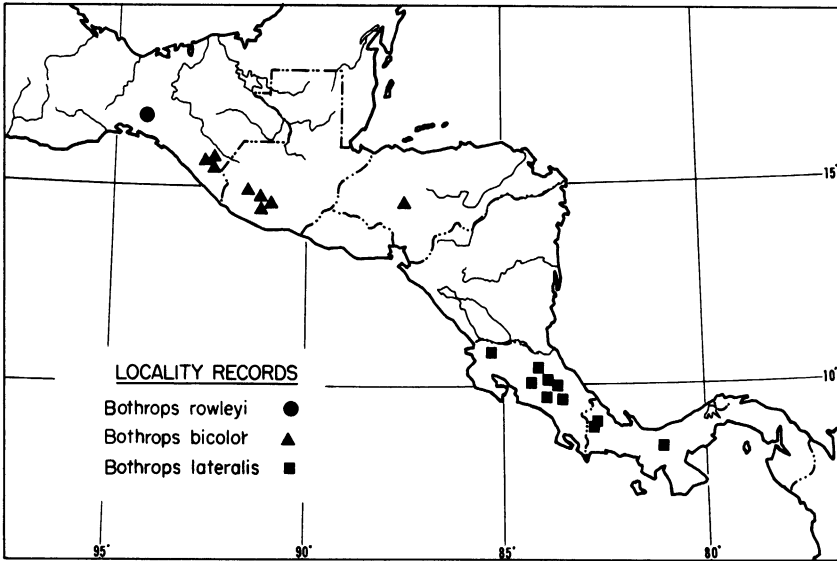 15°
LOCALITY RECORDS
Bothrops rowleyi
Bothrops bicolor
Bothrops lateralis
10°
95° 90° 85° 80°